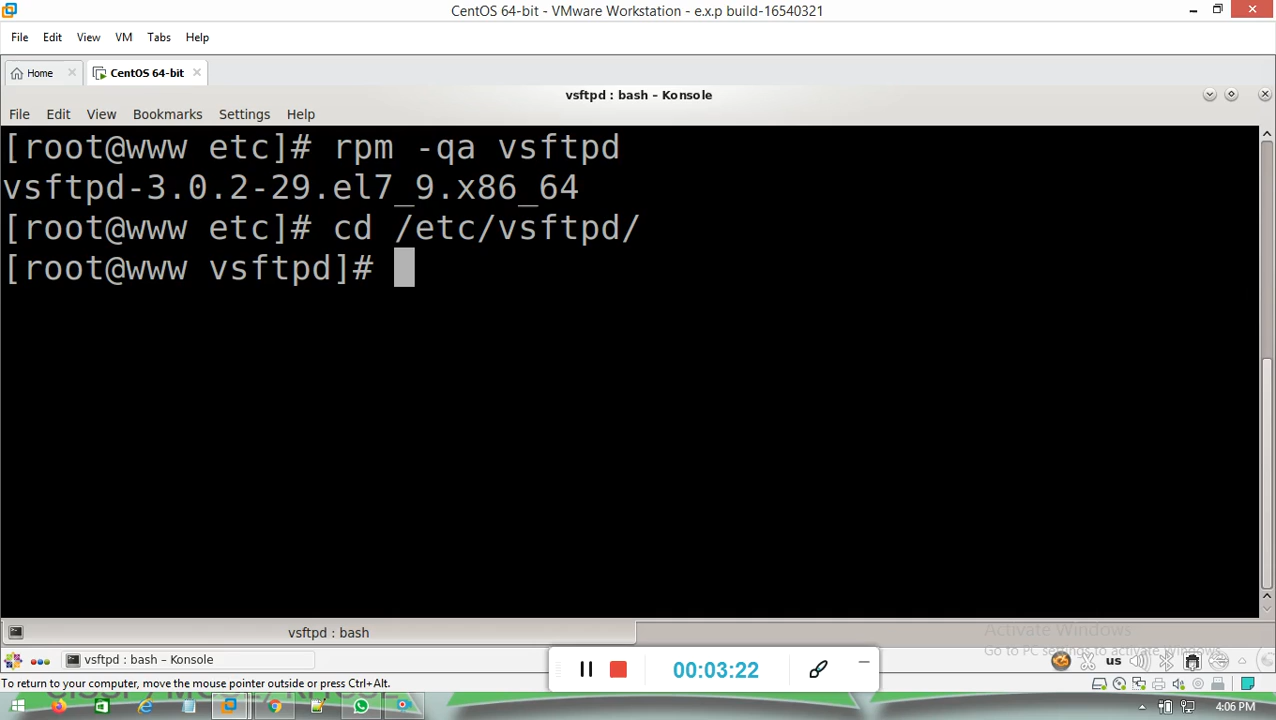 CentOS 64-bit - VMware Workstation - e.x.p build-16540321
File Edit View VM Tabs Help
Home CentOS 64-bit
vsftpd : bash – Konsole
File Edit View Bookmarks Settings Help
[root@www etc]# rpm -qa vsftpd
vsftpd-3.0.2-29.el7_9.x86_64
[root@www etc]# cd /etc/vsftpd/
[root@www vsftpd]#
vsftpd : bash
Activate Windows
Go to PC settings to activate Windows.
vsftpd : bash – Konsole
00:03:22
us
To return to your computer, move the mouse pointer outside or press Ctrl+Alt.
4:06 PM